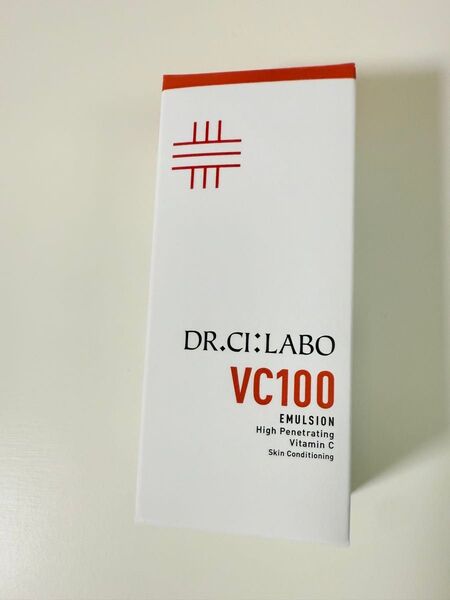 DR.CI:LABO
VC100
EMULSION
High Penetrating
Vitamin C
Skin Conditioning